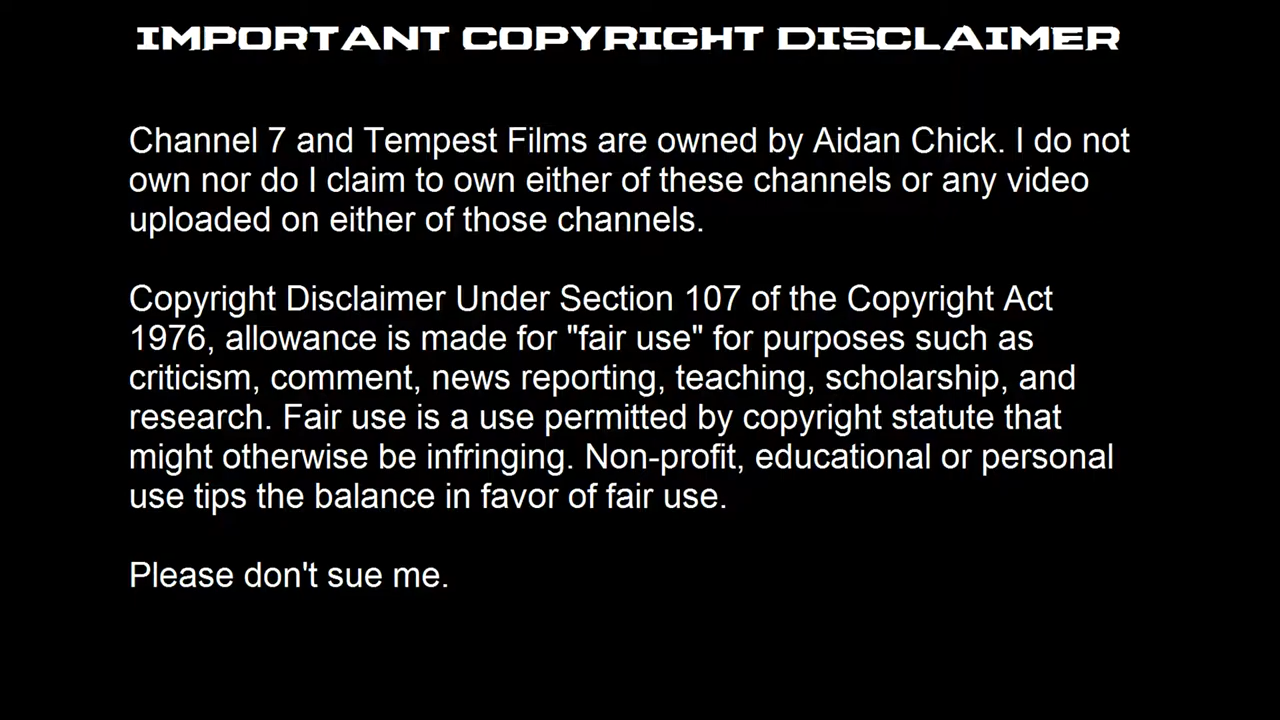 IMPORTANT COPYRIGHT DISCLAIMER
Channel 7 and Tempest Films are owned by Aidan Chick. I do not
own nor do I claim to own either of these channels or any video
uploaded on either of those channels.
Copyright Disclaimer Under Section 107 of the Copyright Act
1976, allowance is made for "fair use" for purposes such as
criticism, comment, news reporting, teaching, scholarship, and
research. Fair use is a use permitted by copyright statute that
might otherwise be infringing. Non-profit, educational or personal
use tips the balance in favor of fair use.
Please don't sue me.